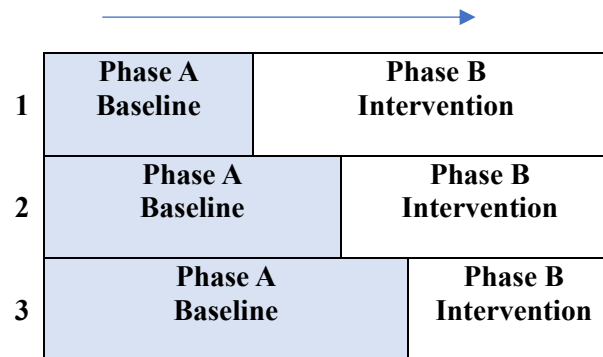 Phase A Phase B
1 Baseline Intervention
Phase A Phase B
2 Baseline Intervention
Phase A Phase B
3 Baseline Intervention